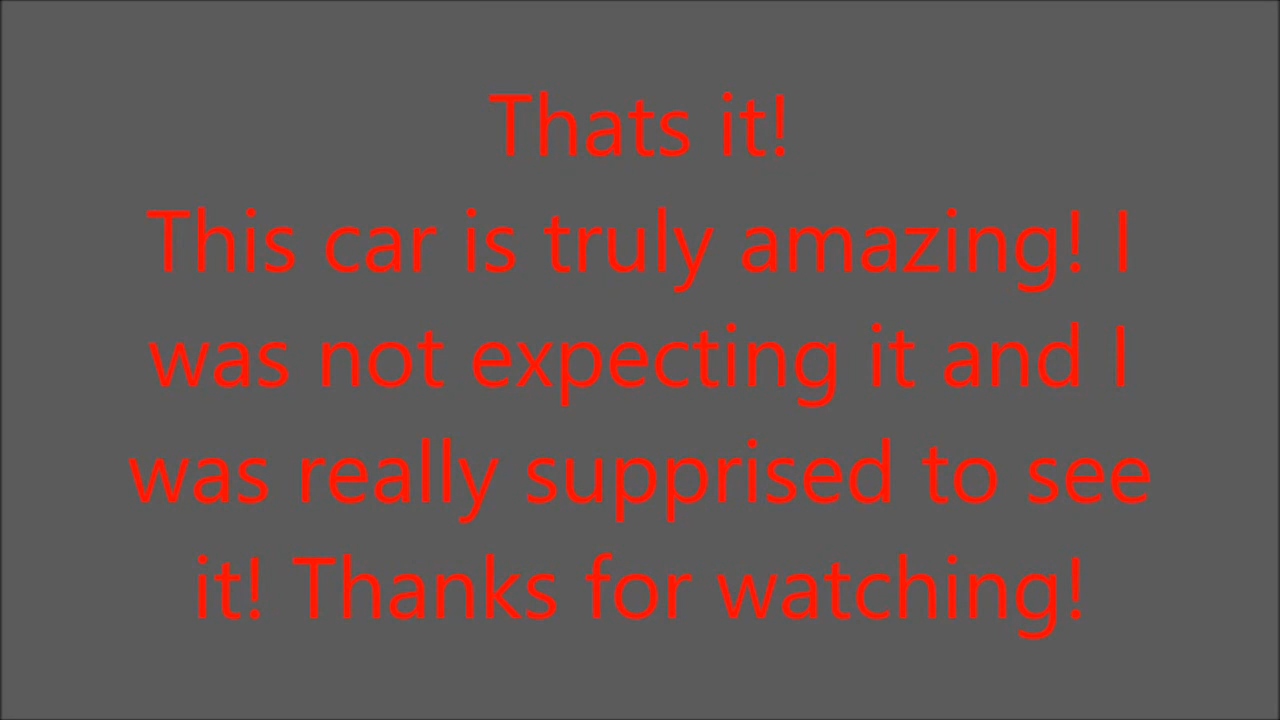 Thats it!
This car is truly amazing! I
was not expecting it and I
was really supprised to see
it! Thanks for watching!